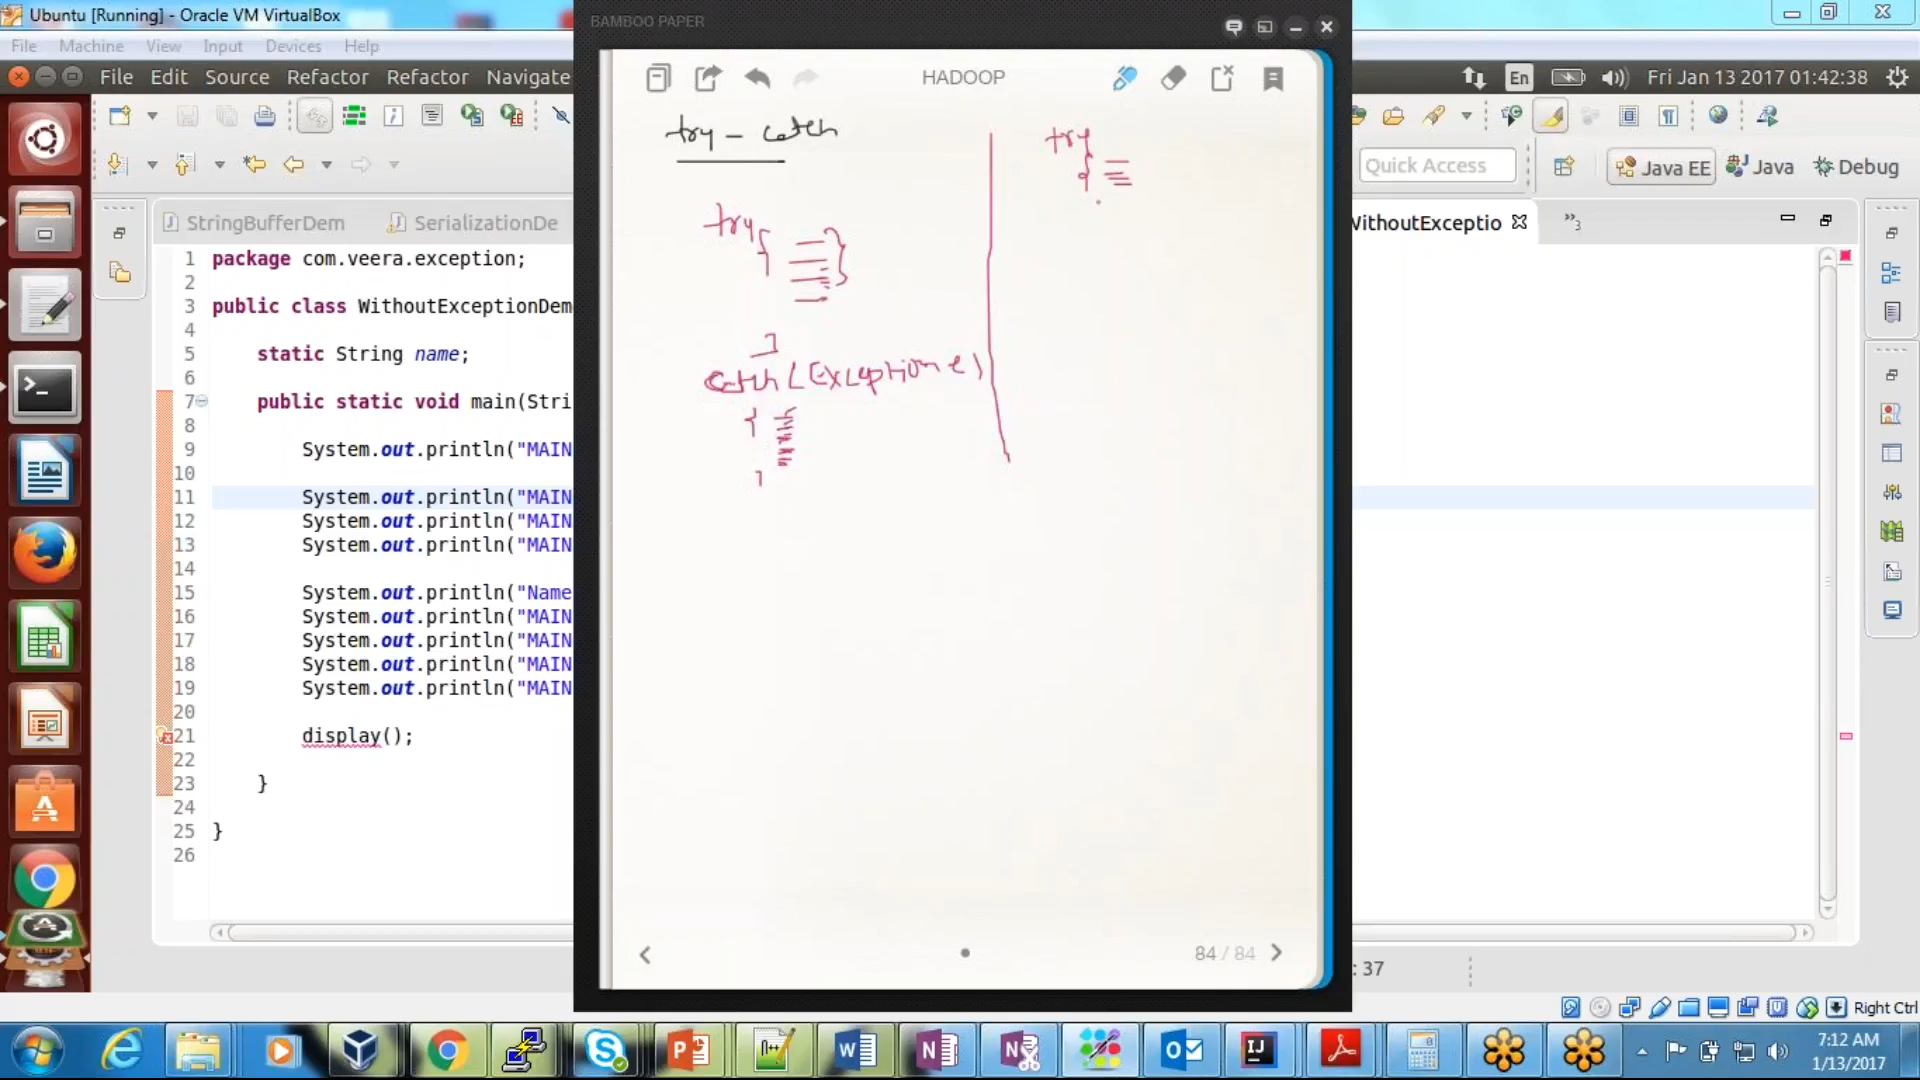 Ubuntu [Running] - Oracle VM VirtualBox
File Machine View Input Devices Help
File Edit Source Refactor Refactor Navigate
En Fri Jan 13 2017 01:42:38
Quick Access
Java EE Java Debug
StringBufferDem SerializationDe
WithoutExceptio
»3
1 package com.veera.exception;
2
3 public class WithoutExceptionDem
4
5 static String name;
6
7 public static void main(Stri
8
9 System.out.println("MAIN
10
11 System.out.println("MAIN
12 System.out.println("MAIN
13 System.out.println("MAIN
14
15 System.out.println("Name
16 System.out.println("MAIN
17 System.out.println("MAIN
18 System.out.println("MAIN
19 System.out.println("MAIN
20
21 display();
22
23 }
24
25 }
26
BAMBOO PAPER
HADOOP
try - catch
try
{
}
}
catch (Exception e)
{
}
try
{
84 / 84
: 37
Right Ctrl
7:12 AM
1/13/2017